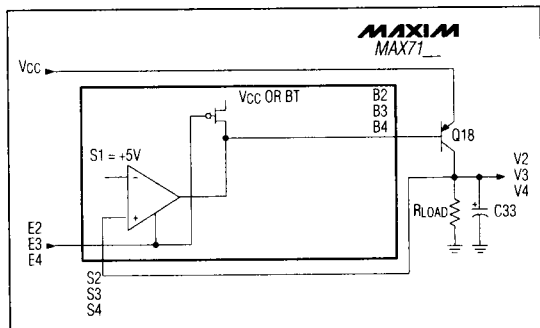 MAXIM
MAX71__
VCC
VCC OR BT
B2
B3
B4
Q18
S1 = +5V
−
+
V2
V3
V4
RLOAD
+
C33
E2
E3
E4
S2
S3
S4